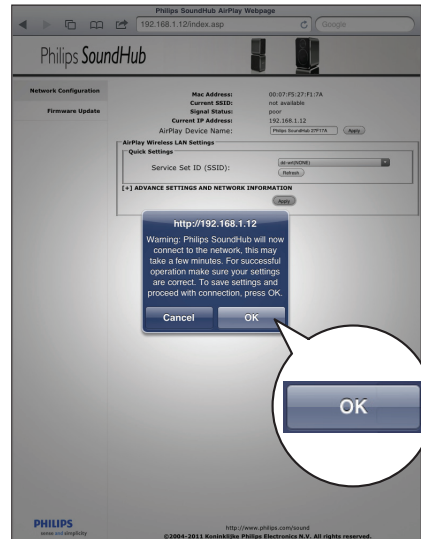 Philips SoundHub AirPlay Webpage
192.168.1.12/index.asp
Google
Philips SoundHub
Network Configuration
Firmware Update
Mac Address: 00:07:F5:27:F1:7A
Current SSID: not available
Signal Status: poor
Current IP Address: 192.168.1.12
AirPlay Device Name: Philips SoundHub 27F17A Apply
AirPlay Wireless LAN Settings
Quick Settings
Service Set ID (SSID): dd-wrt(NONE)
Refresh
[+] ADVANCE SETTINGS AND NETWORK INFORMATION
Apply
http://192.168.1.12
Warning: Philips SoundHub will now
connect to the network, this may
take a few minutes. For successful
operation make sure your settings
are correct. To save settings and
proceed with connection, press OK.
Cancel OK
OK
PHILIPS
sense and simplicity
http://www.philips.com/sound
©2004-2011 Koninklijke Philips Electronics N.V. All rights reserved.